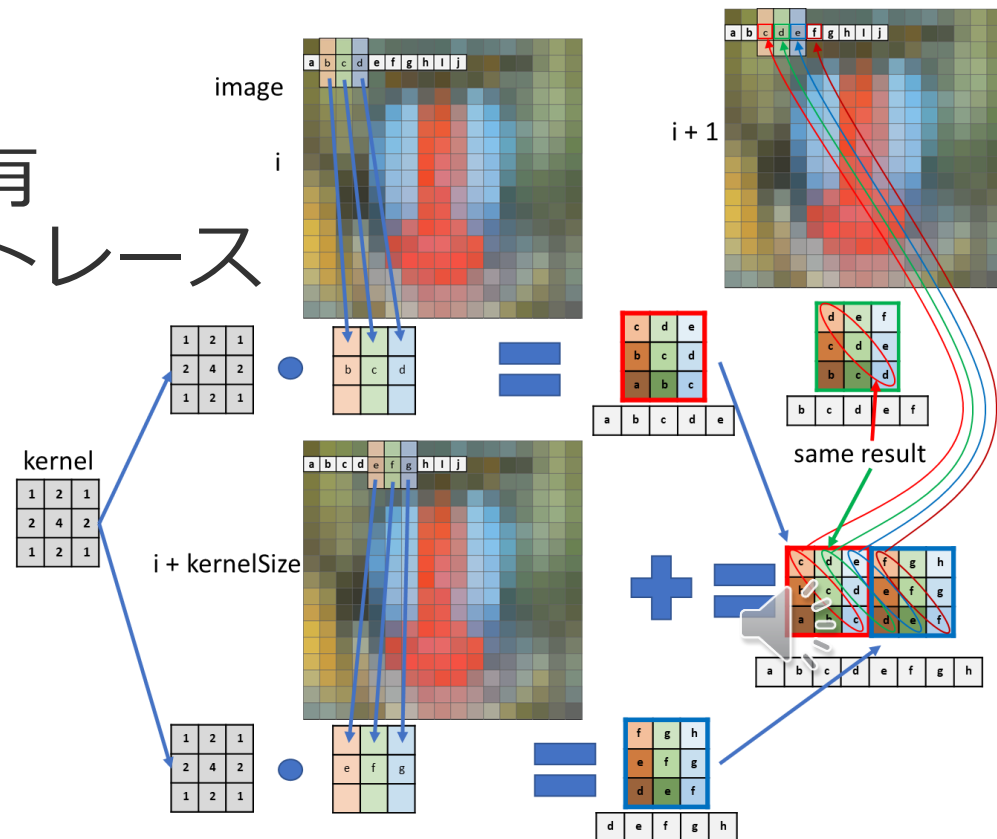 有
トレース
image
i
a b c d e f g h I j
kernel
1 2 1
2 4 2
1 2 1
1 2 1
2 4 2
1 2 1
b c d
c d e
b c d
a b c
a b c d e
i + 1
a b c d e f g h I j
d e f
c d e
b c d
b c d e f
same result
i + kernelSize
a b c d e f g h I j
1 2 1
2 4 2
1 2 1
e f g
f g h
e f g
d e f
d e f g h
c d e f g h
b c d e f g
a b c d e f
a b c d e f g h